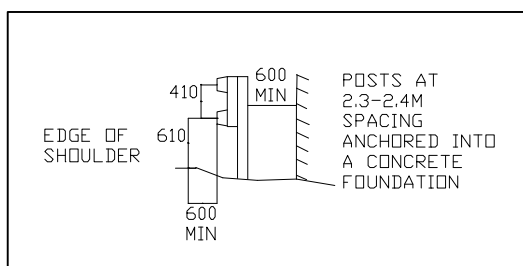 600
MIN
410
610
EDGE OF
SHOULDER
600
MIN
POSTS AT
2.3-2.4M
SPACING
ANCHORED INTO
A CONCRETE
FOUNDATION